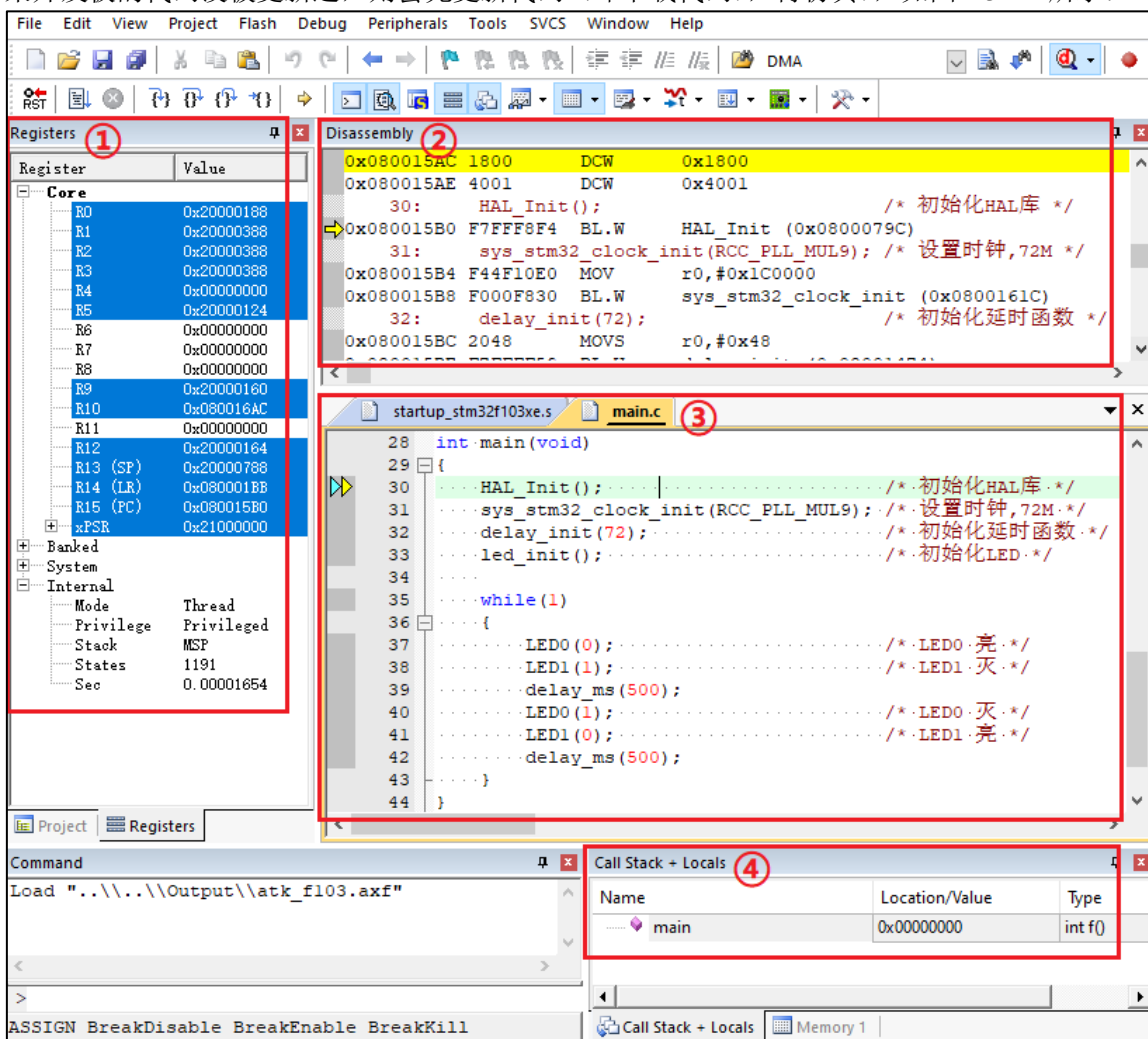 File Edit View Project Flash Debug Peripherals Tools SVCS Window Help
DMA
RST
Registers ①
Register Value
Core
R0 0x20000188
R1 0x20000388
R2 0x20000388
R3 0x20000388
R4 0x00000000
R5 0x20000124
R6 0x00000000
R7 0x00000000
R8 0x00000000
R9 0x20000160
R10 0x080016AC
R11 0x00000000
R12 0x20000164
R13 (SP) 0x20000788
R14 (LR) 0x080001BB
R15 (PC) 0x080015B0
xPSR 0x21000000
Banked
System
Internal
Mode Thread
Privilege Privileged
Stack MSP
States 1191
Sec 0.00001654
Project Registers
Disassembly ②
0x080015AC 1800 DCW 0x1800
0x080015AE 4001 DCW 0x4001
30: HAL_Init(); /* 初始化HAL库 */
0x080015B0 F7FFF8F4 BL.W HAL_Init (0x0800079C)
31: sys_stm32_clock_init(RCC_PLL_MUL9); /* 设置时钟,72M */
0x080015B4 F44F10E0 MOV r0,#0x1C0000
0x080015B8 F000F830 BL.W sys_stm32_clock_init (0x0800161C)
32: delay_init(72); /* 初始化延时函数 */
0x080015BC 2048 MOVS r0,#0x48
startup_stm32f103xe.s main.c ③
28 int main(void)
29 {
30 HAL_Init(); /* 初始化HAL库 */
31 sys_stm32_clock_init(RCC_PLL_MUL9); /* 设置时钟,72M */
32 delay_init(72); /* 初始化延时函数 */
33 led_init(); /* 初始化LED */
34
35 while(1)
36 {
37 LED0(0); /* LED0 亮 */
38 LED1(1); /* LED1 灭 */
39 delay_ms(500);
40 LED0(1); /* LED0 灭 */
41 LED1(0); /* LED1 亮 */
42 delay_ms(500);
43 }
44 }
Command
Load "..\\..\\Output\\atk_f103.axf"
>
ASSIGN BreakDisable BreakEnable BreakKill
Call Stack + Locals ④
Name Location/Value Type
main 0x00000000 int f()
Call Stack + Locals Memory 1